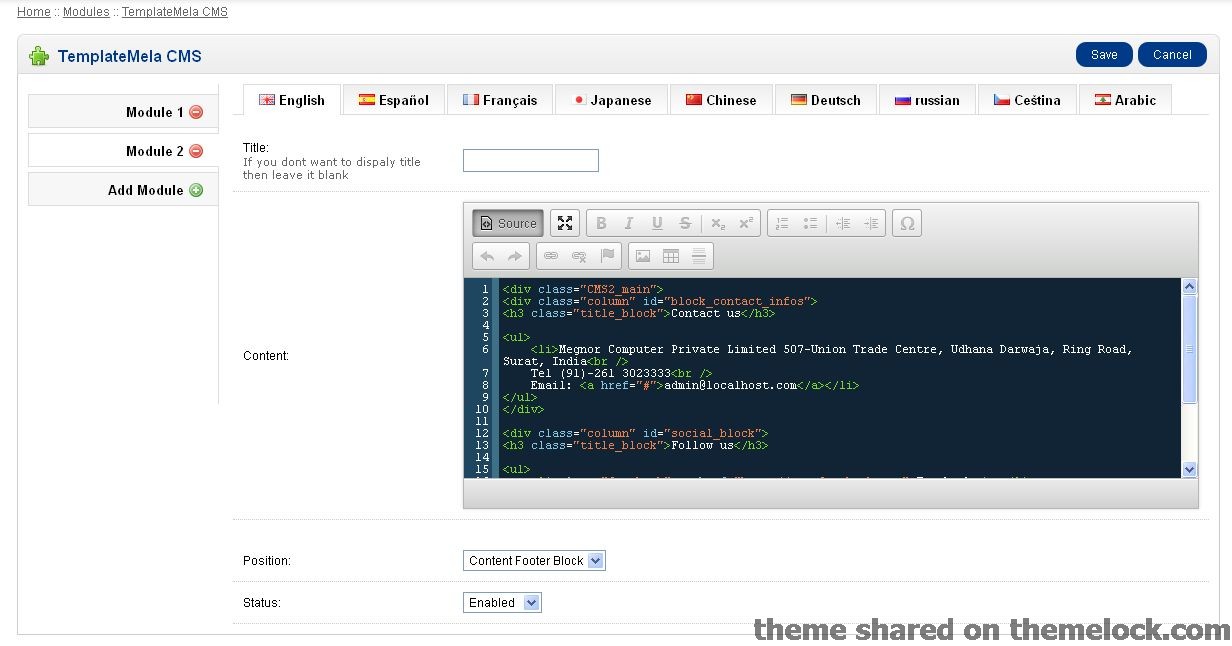 Home :: Modules :: TemplateMela CMS
TemplateMela CMS
Save
Cancel
Module 1
Module 2
Add Module
English
Español
Français
Japanese
Chinese
Deutsch
russian
Ceština
Arabic
Title:
If you dont want to dispaly title
then leave it blank
Source
B I U S x₂ x²
Ω
Content:
1 <div class="CMS2_main">
2 <div class="column" id="block_contact_infos">
3 <h3 class="title_block">Contact us</h3>
4
5 <ul>
6 <li>Megnor Computer Private Limited 507-Union Trade Centre, Udhana Darwaja, Ring Road,
Surat, India<br />
7 Tel (91)-261 3023333<br />
8 Email: <a href="#">admin@localhost.com</a></li>
9 </ul>
10 </div>
11
12 <div class="column" id="social_block">
13 <h3 class="title_block">Follow us</h3>
14
15 <ul>
Position:
Content Footer Block
Status:
Enabled
theme shared on themelock.com